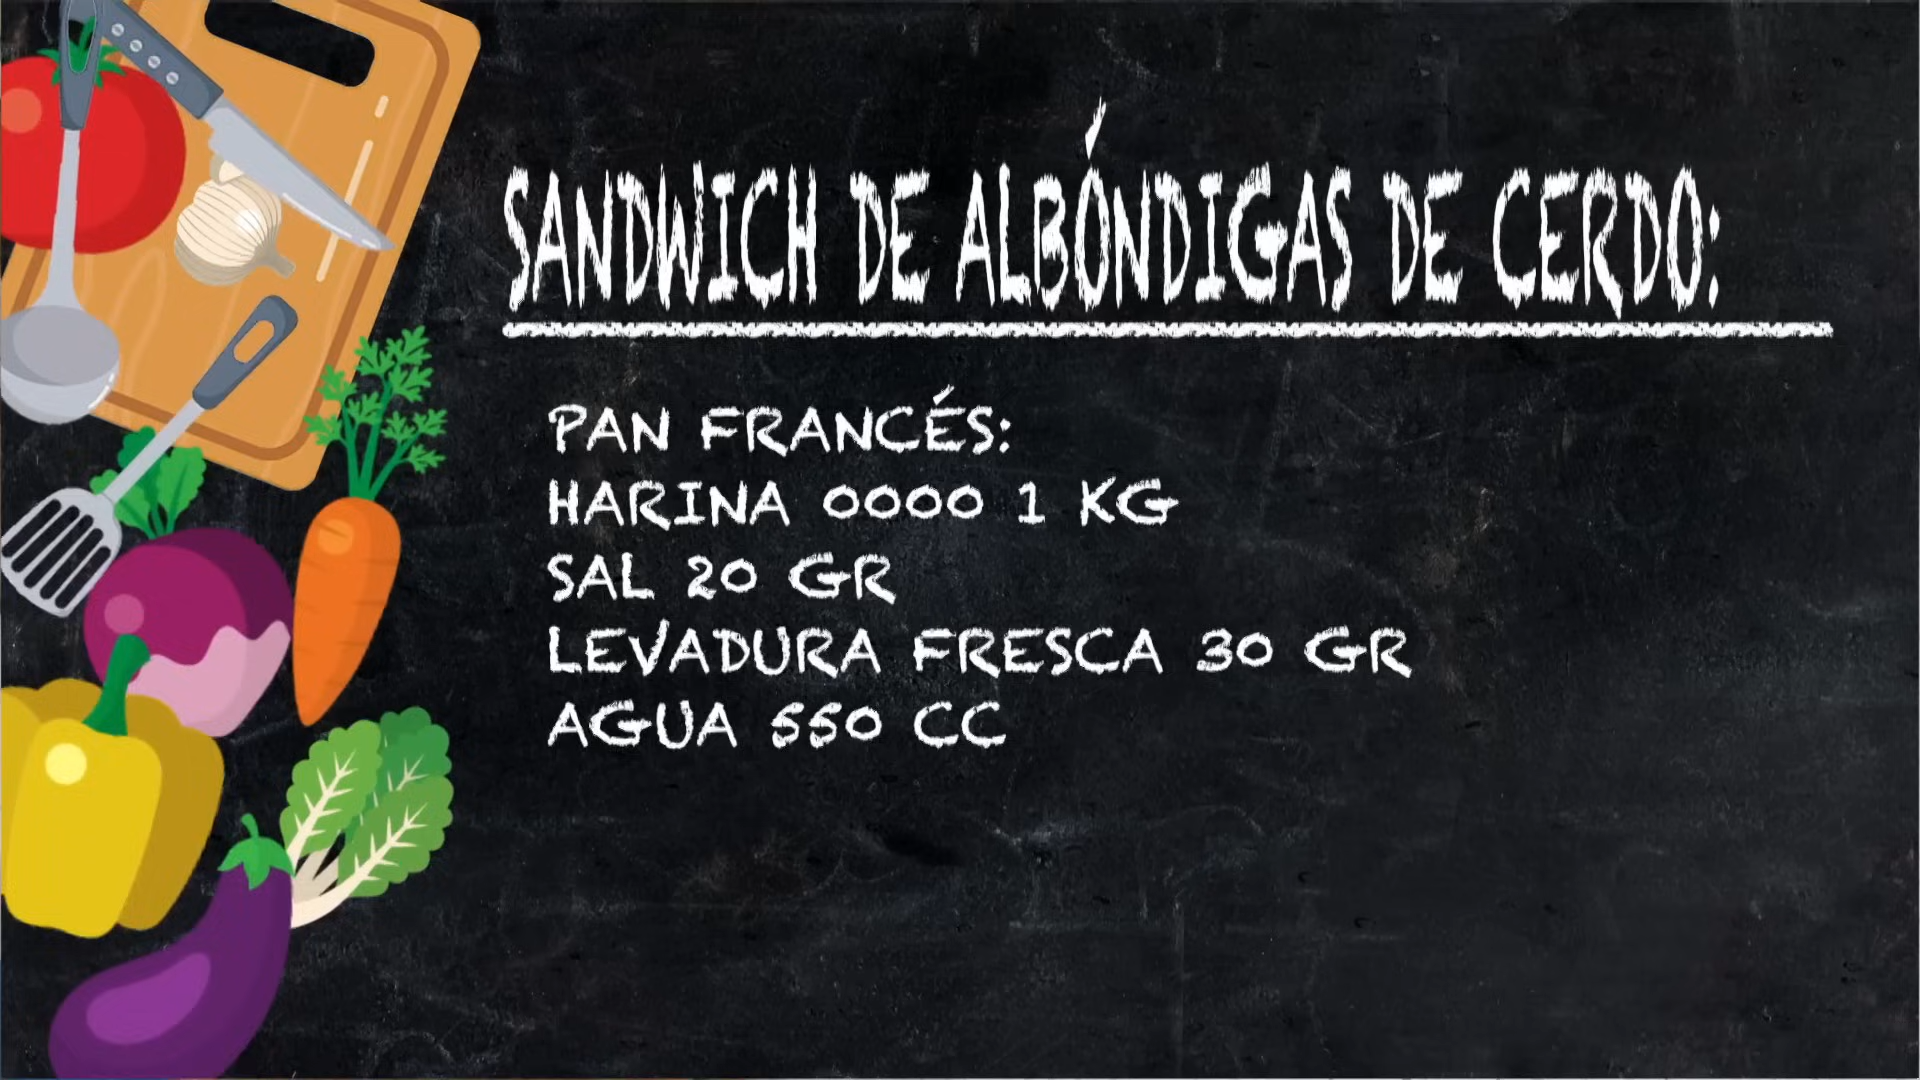 SANDWICH DE ALBÓNDIGAS DE CERDO:
PAN FRANCÉS:
HARINA 0000 1 KG
SAL 20 GR
LEVADURA FRESCA 30 GR
AGUA 550 CC